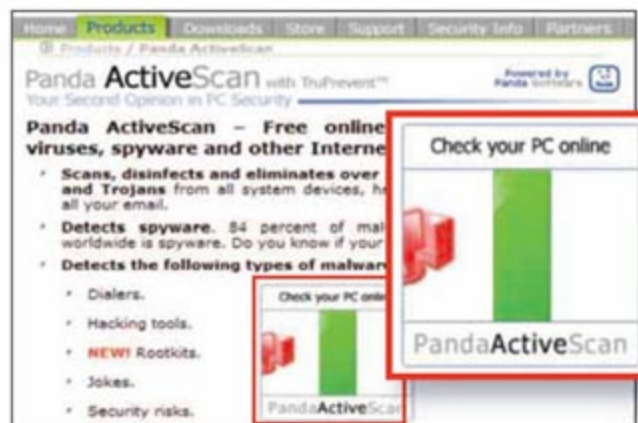 Home Products Downloads Store Support Security Info Partners
Products / Panda ActiveScan
Panda ActiveScan with TruPrevent™
Your Second Opinion in PC Security
Powered by
Panda Software
Panda ActiveScan – Free online
viruses, spyware and other Interne
Scans, disinfects and eliminates over
and Trojans from all system devices, h
all your email.
Detects spyware. 84 percent of mal
worldwide is spyware. Do you know if your
Detects the following types of malwar
Dialers.
Hacking tools.
NEW! Rootkits.
Jokes.
Security risks.
Check your PC online
PandaActiveScan
Check your PC online
PandaActiveScan